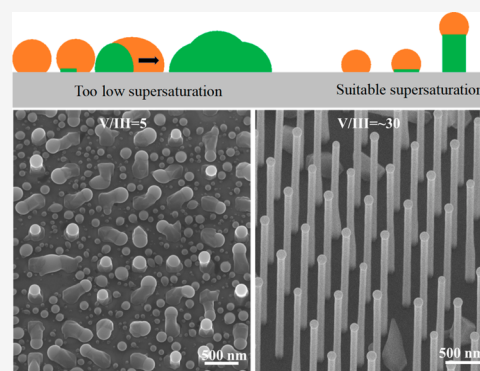 Too low supersaturation
Suitable supersaturation
V/III=5
V/III=~30
500 nm
500 nm